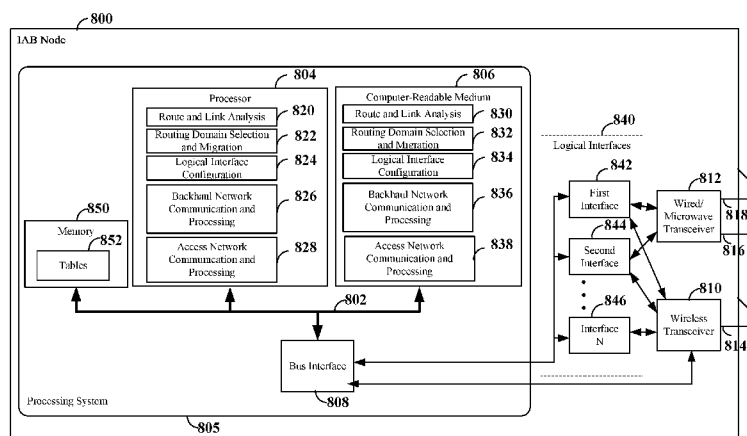 800
IAB Node
804
806
Processor
Computer-Readable Medium
Route and Link Analysis
820
Route and Link Analysis
830
840
Routing Domain Selection
and Migration
822
Routing Domain Selection
and Migration
832
Logical Interfaces
Logical Interface
Configuration
824
Logical Interface
Configuration
834
842
812
First
Interface
Wired/
Microwave
Transceiver
818
816
Backhaul Network
Communication and
Processing
826
Backhaul Network
Communication and
Processing
836
850
Memory
844
852
Tables
Second
Interface
Access Network
Communication and
Processing
828
Access Network
Communication and
Processing
838
810
846
802
Interface
N
Wireless
Transceiver
814
Bus Interface
808
Processing System
805